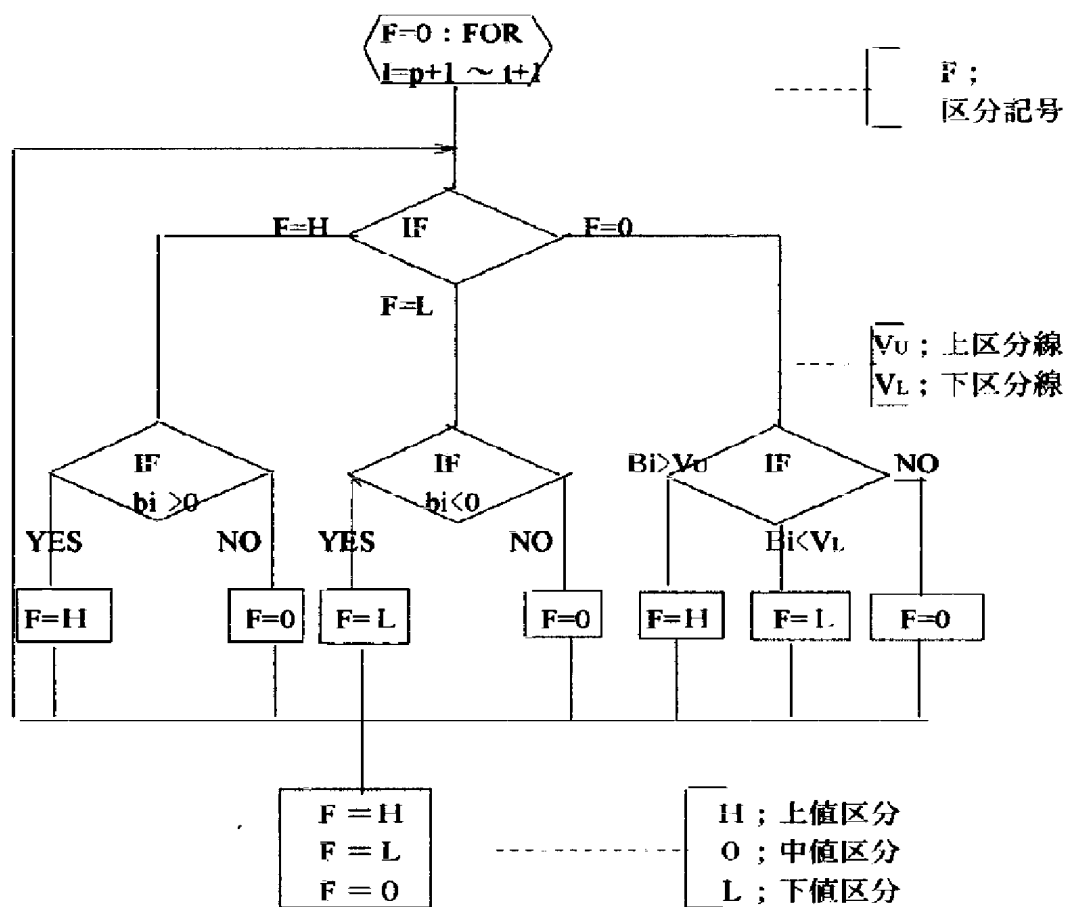 F=0 : FOR
I=p+1 ～ t+1
F ;
区分記号
F=H
IF
F=0
F=L
VU ; 上区分線
VL ; 下区分線
IF
bi >0
IF
bi<0
Bi>VU
IF
NO
Bi<VL
YES
NO
YES
NO
F=H
F=0
F=L
F=0
F=H
F=L
F=0
F = H
F = L
F = 0
H ; 上値区分
0 ; 中値区分
L ; 下値区分